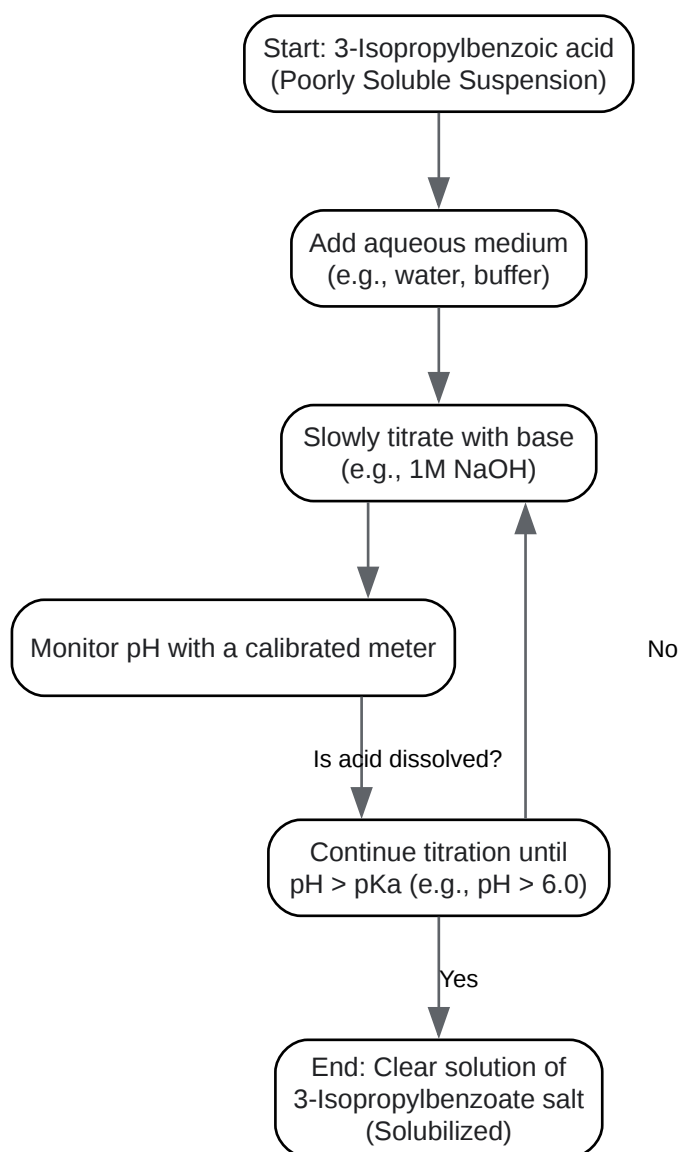 Start: 3-Isopropylbenzoic acid
(Poorly Soluble Suspension)
Add aqueous medium
(e.g., water, buffer)
Slowly titrate with base
(e.g., 1M NaOH)
Monitor pH with a calibrated meter
No
Is acid dissolved?
Continue titration until
pH > pKa (e.g., pH > 6.0)
Yes
End: Clear solution of
3-Isopropylbenzoate salt
(Solubilized)